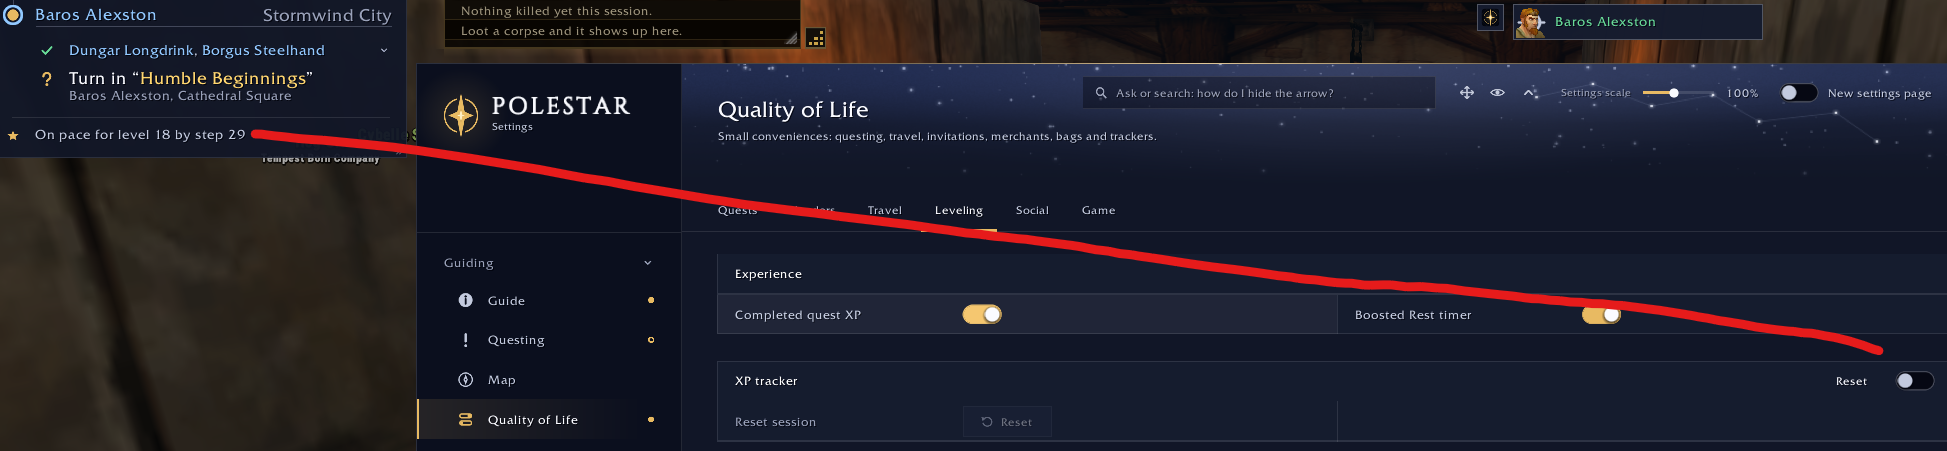 Baros Alexston
Stormwind City
Dungar Longdrink, Borgus Steelhand
Turn in “Humble Beginnings”
Baros Alexston, Cathedral Square
On pace for level 18 by step 29
Tempest Born Company
Nothing killed yet this session.
Loot a corpse and it shows up here.
Baros Alexston
POLESTAR
Settings
Quality of Life
Small conveniences: questing, travel, invitations, merchants, bags and trackers.
Ask or search: how do I hide the arrow?
Settings scale
100%
New settings page
Quests
Travel
Leveling
Social
Game
Guiding
Guide
Questing
Map
Quality of Life
Experience
Completed quest XP
Boosted Rest timer
XP tracker
Reset
Reset session
Reset